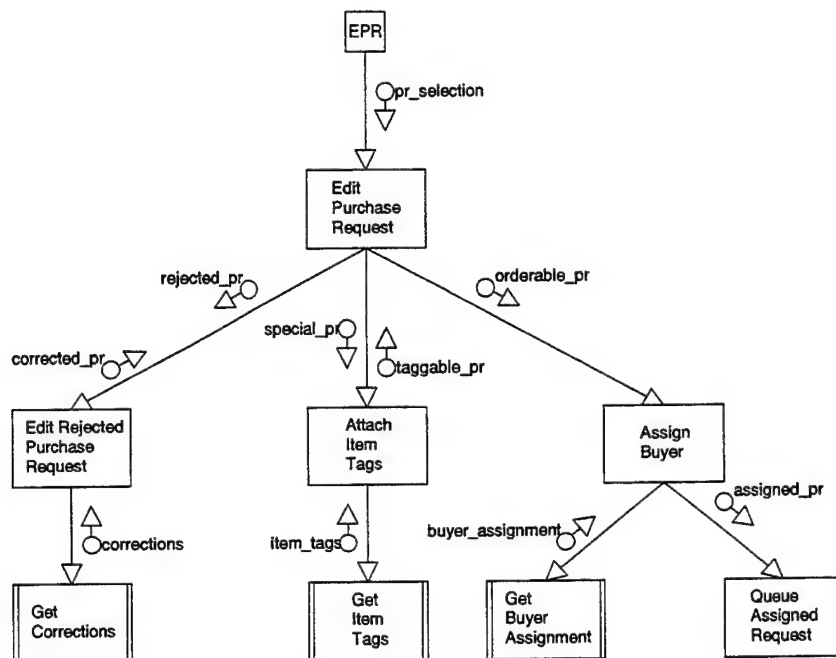 EPR
pr_selection
Edit
Purchase
Request
rejected_pr
orderable_pr
special_pr
corrected_pr
taggable_pr
Edit Rejected
Purchase
Request
Attach
Item
Tags
Assign
Buyer
assigned_pr
buyer_assignment
corrections
item_tags
Get
Corrections
Get
Item
Tags
Get
Buyer
Assignment
Queue
Assigned
Request